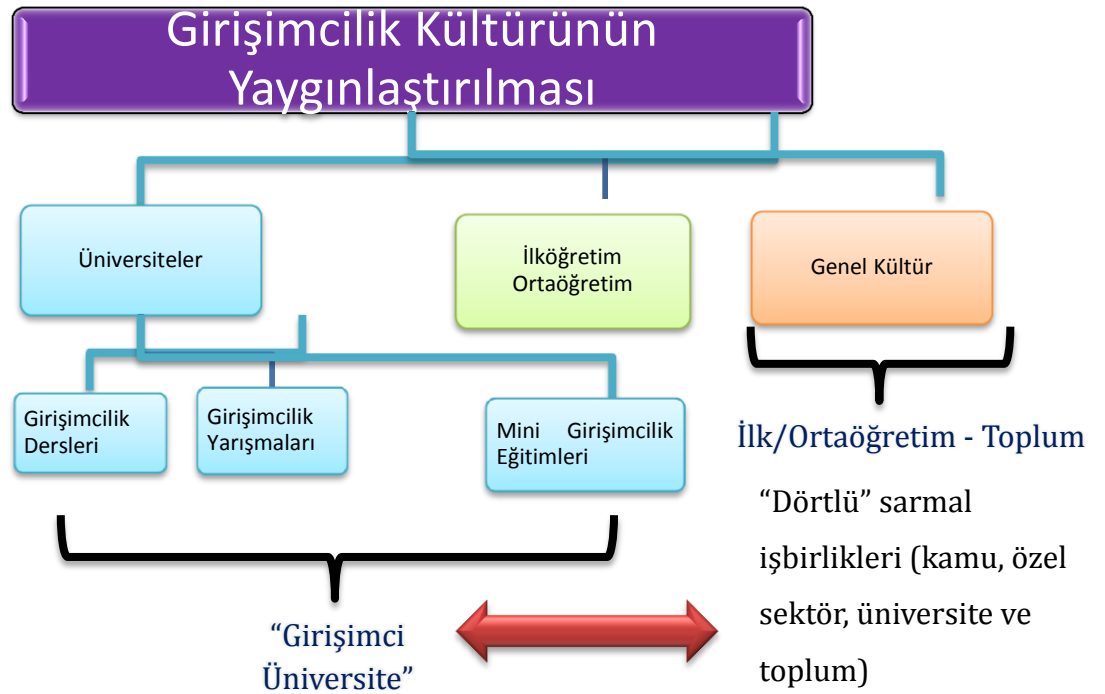 Girişimcilik Kültürünün
Yaygınlaştırılması
Üniversiteler
İlköğretim
Ortaöğretim
Genel Kültür
Girişimcilik
Dersleri
Girişimcilik
Yarışmaları
Mini Girişimcilik
Eğitimleri
İlk/Ortaöğretim - Toplum
“Dörtlü” sarmal
işbirlikleri (kamu, özel
sektör, üniversite ve
toplum)
“Girişimci
Üniversite”